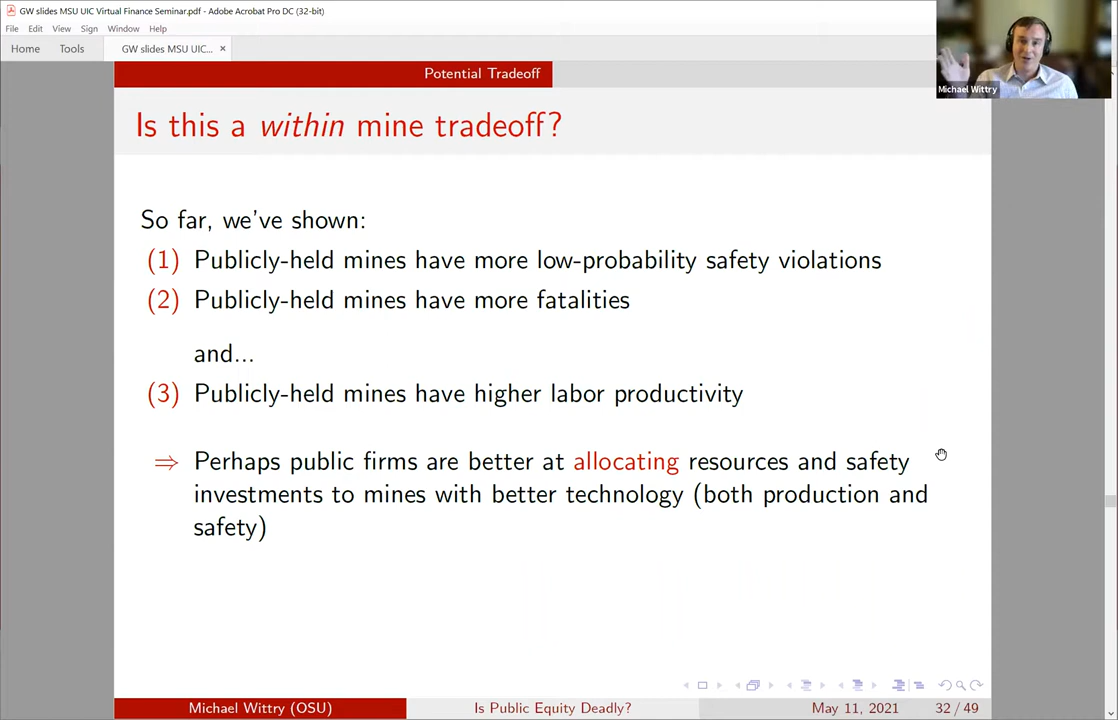 GW slides MSU UIC Virtual Finance Seminar.pdf - Adobe Acrobat Pro DC (32-bit)
File Edit View Sign Window Help
Home Tools GW slides MSU UIC... ×
Michael Wittry
Potential Tradeoff
Is this a within mine tradeoff?
So far, we've shown:
(1) Publicly-held mines have more low-probability safety violations
(2) Publicly-held mines have more fatalities
and...
(3) Publicly-held mines have higher labor productivity
⇒ Perhaps public firms are better at allocating resources and safety
investments to mines with better technology (both production and
safety)
Michael Wittry (OSU) Is Public Equity Deadly? May 11, 2021 32 / 49